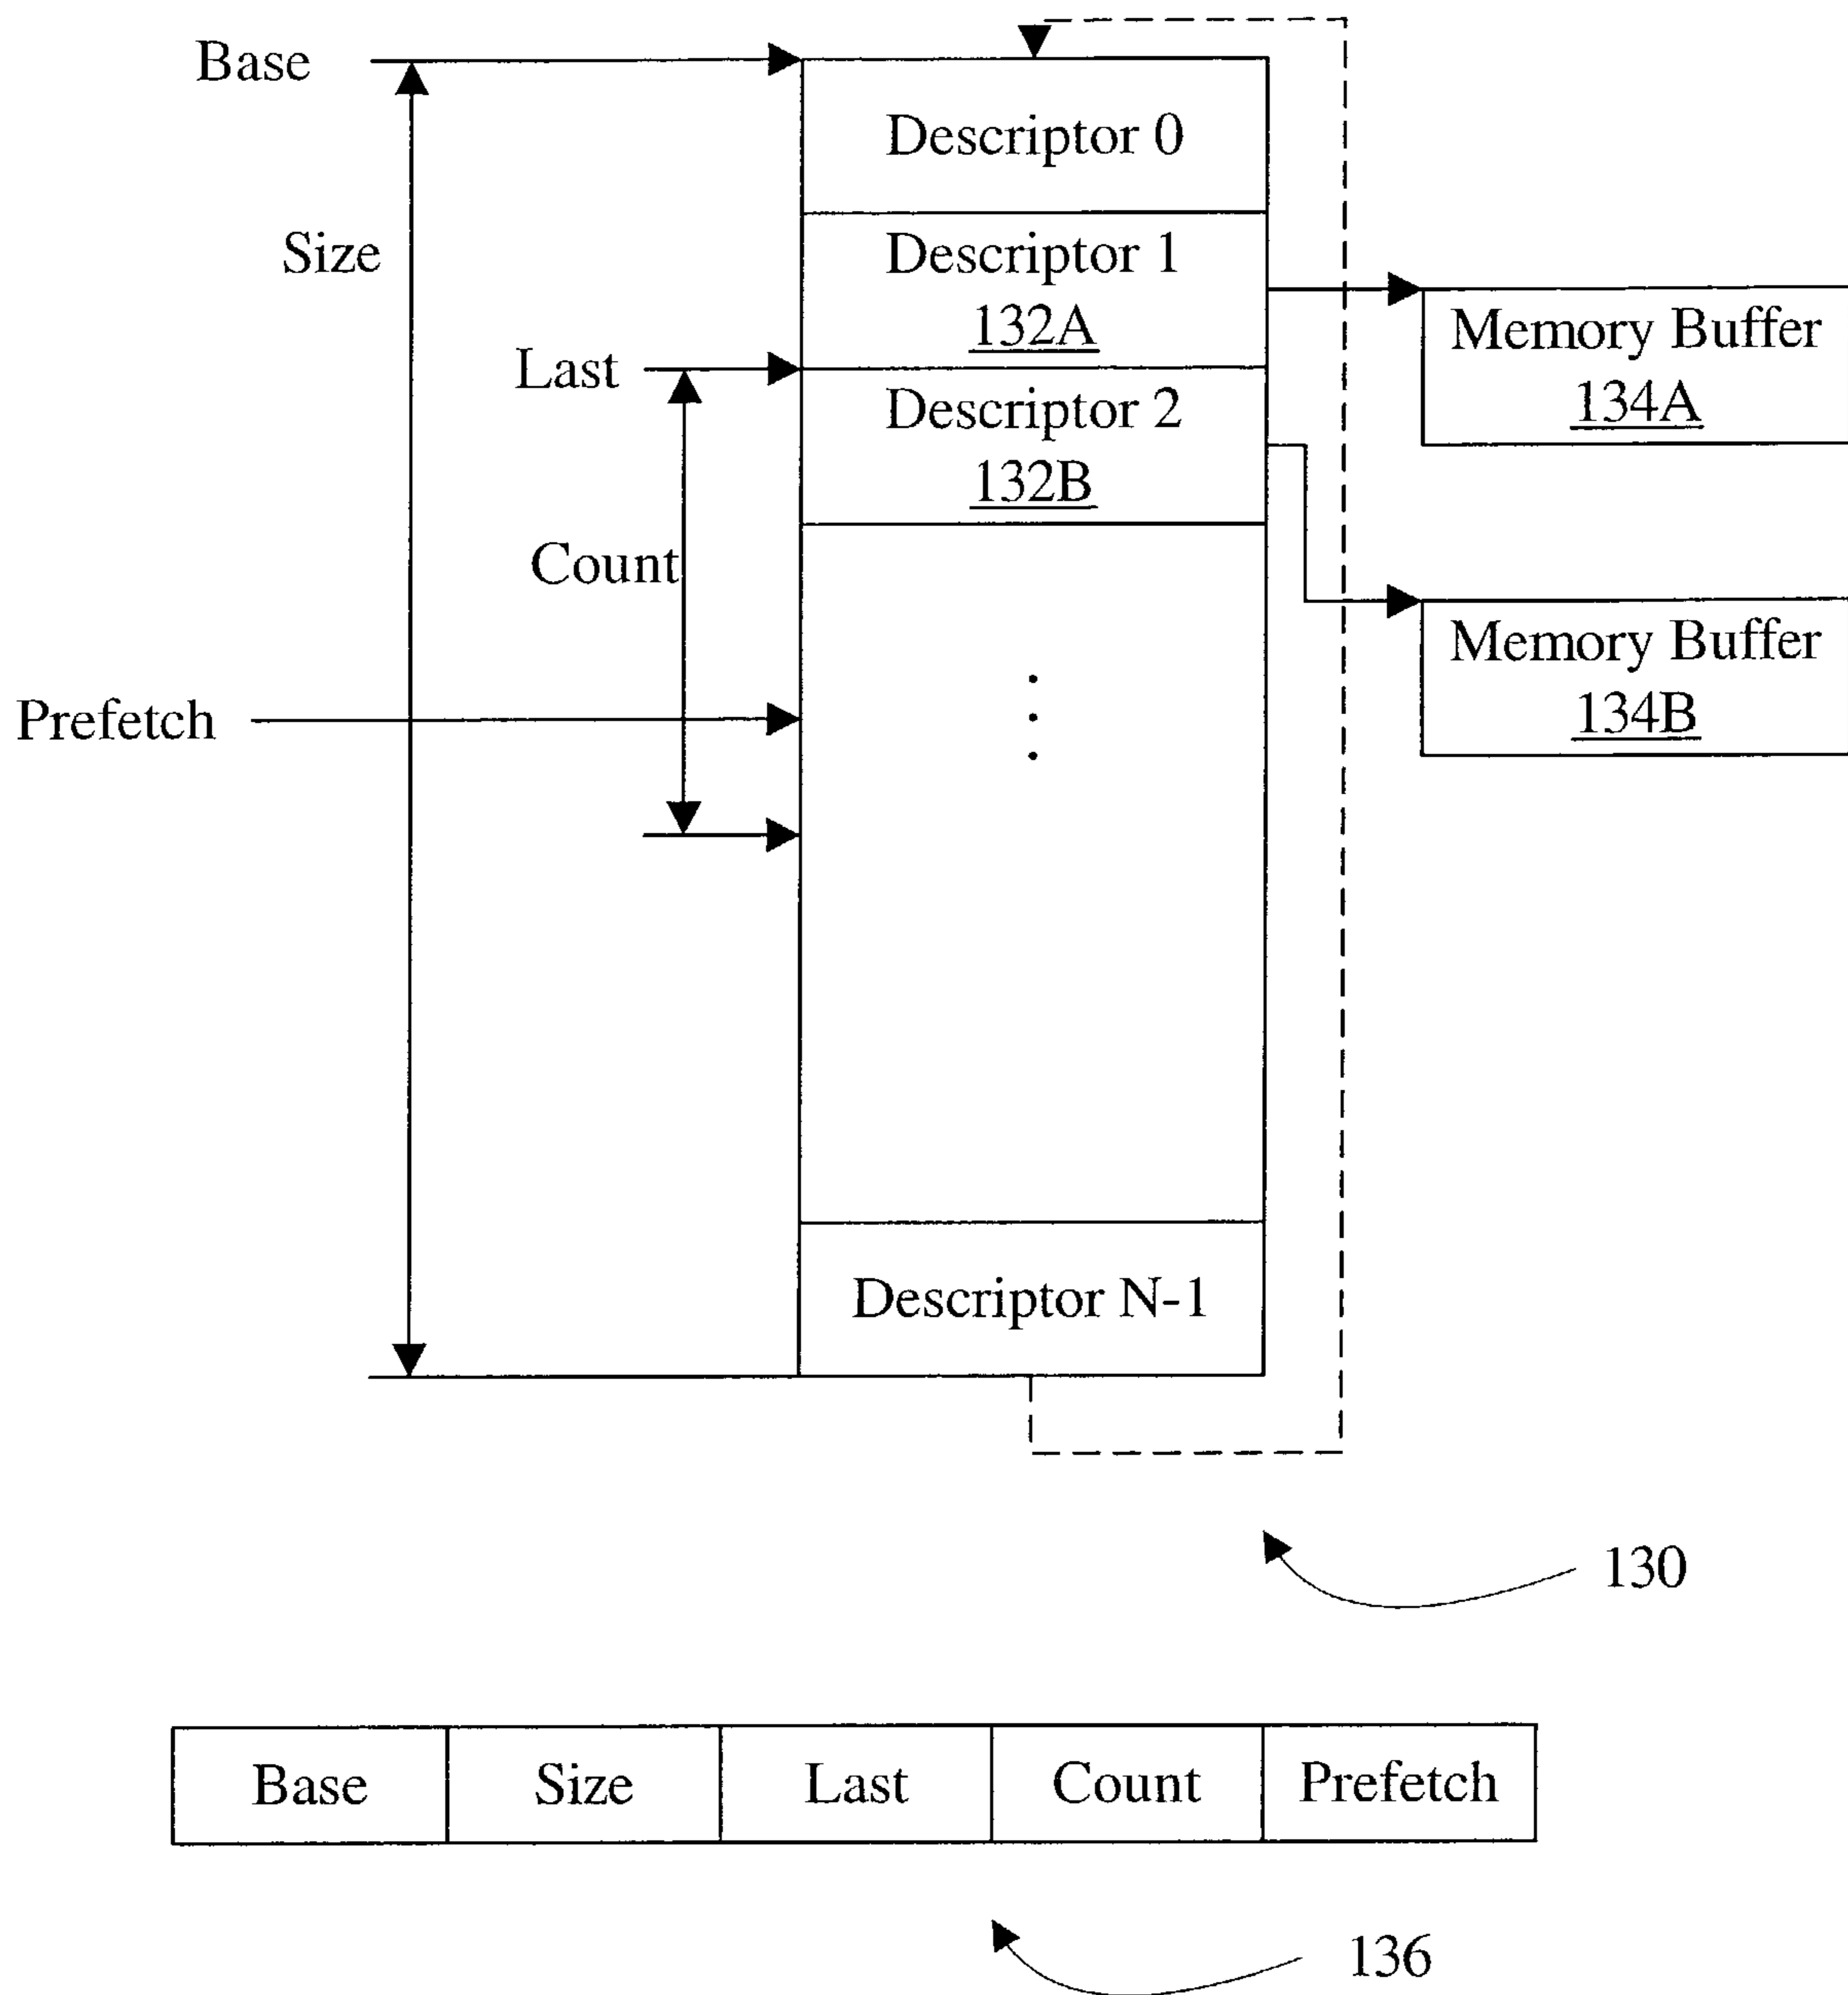 Base
Descriptor 0
Size
Descriptor 1
132A
Memory Buffer
134A
Last
Descriptor 2
132B
Count
Memory Buffer
134B
Prefetch
Descriptor N-1
130
Base Size Last Count Prefetch
136